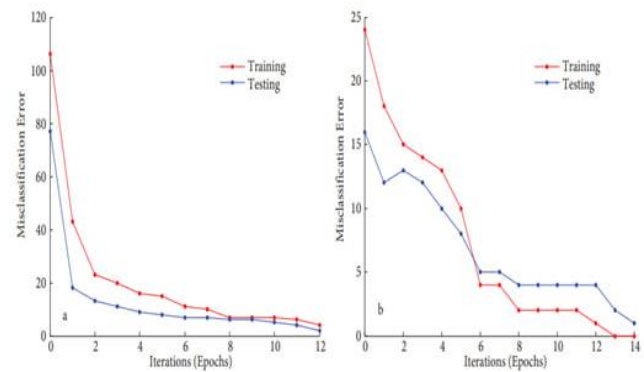 120
100
80
60
40
20
0
Misclassification Error
Training
Testing
a
0 2 4 6 8 10 12
Iterations (Epochs)
25
20
15
10
5
0
Misclassification Error
Training
Testing
b
0 2 4 6 8 10 12 14
Iterations (Epochs)